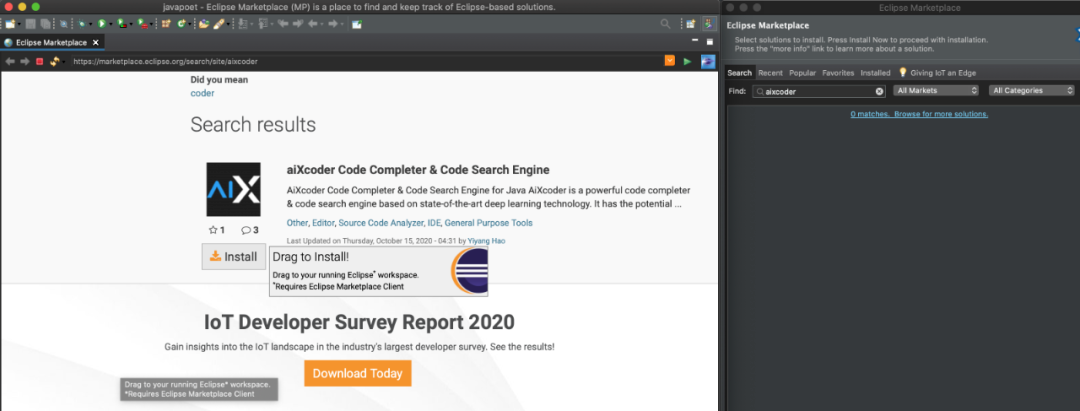 javapoet - Eclipse Marketplace (MP) is a place to find and keep track of Eclipse-based solutions.
Eclipse Marketplace
https://marketplace.eclipse.org/search/site/aixcoder
Did you mean
coder
Search results
AIX
aiXcoder Code Completer & Code Search Engine
AiXcoder Code Completer & Code Search Engine for Java AiXcoder is a powerful code completer
& code search engine based on state-of-the-art deep learning technology. It has the potential ...
Other, Editor, Source Code Analyzer, IDE, General Purpose Tools
1 3
Last Updated on Thursday, October 15, 2020 - 04:31 by Yiyang Hao
Install
Drag to Install!
Drag to your running Eclipse* workspace.
*Requires Eclipse Marketplace Client
IoT Developer Survey Report 2020
Gain insights into the IoT landscape in the industry's largest developer survey. See the results!
Download Today
Drag to your running Eclipse* workspace.
*Requires Eclipse Marketplace Client
Eclipse Marketplace
Eclipse Marketplace
Select solutions to install. Press Install Now to proceed with installation.
Press the "more info" link to learn more about a solution.
Search Recent Popular Favorites Installed Giving IoT an Edge
Find: aixcoder All Markets All Categories
0 matches. Browse for more solutions.